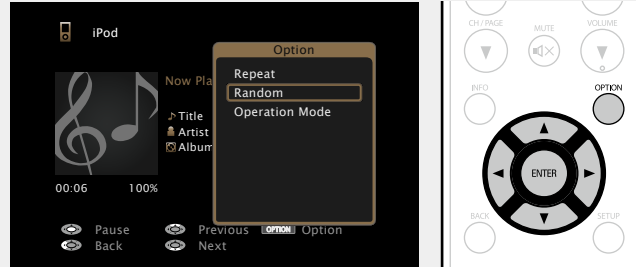 iPod
Option
Repeat
Random
Operation Mode
Now Pla
Title
Artist
Album
00:06 100%
Pause Previous OPTION Option
Back Next
CH / PAGE MUTE VOLUME
INFO OPTION
ENTER
BACK SETUP